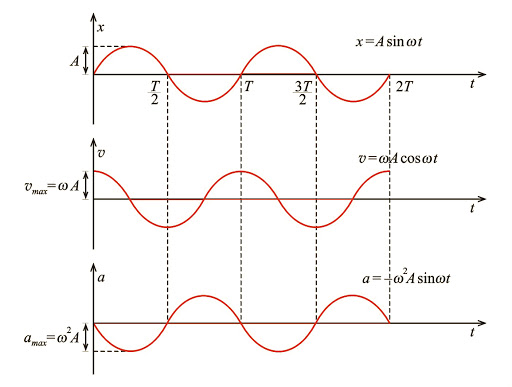 x
x = A sin ωt
A
T/2
T
3T/2
2T
t
v
v = ωA cos ωt
v_max = ωA
t
a
a = -ω²A sin ωt
a_max = ω²A
t